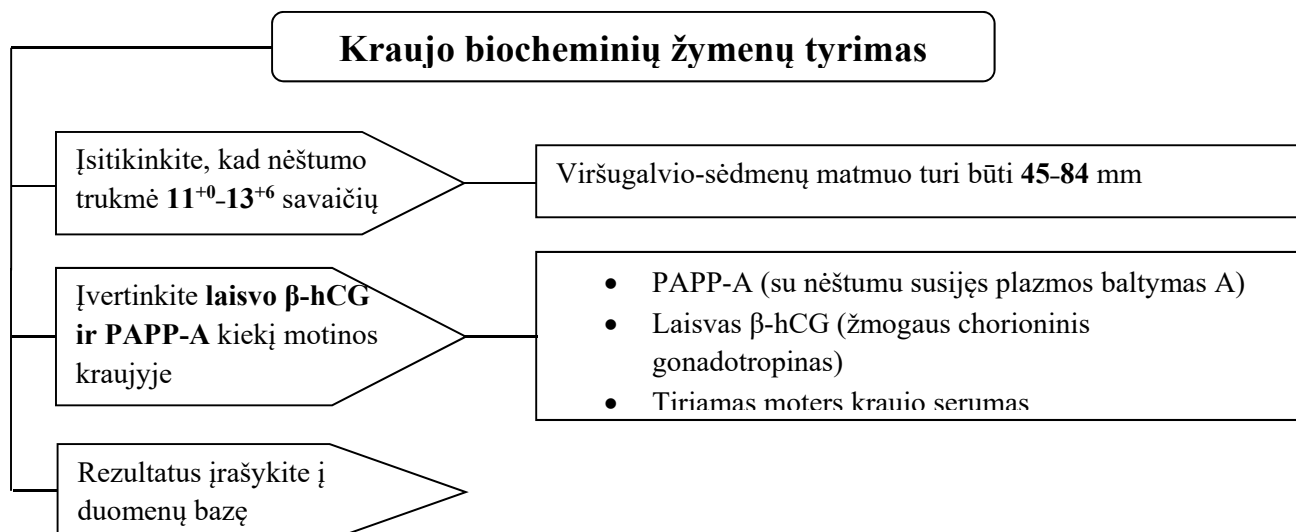 Kraujo biocheminių žymenų tyrimas
Įsitikinkite, kad nėštumo
trukmė 11⁺⁰-13⁺⁶ savaičių
Viršugalvio-sėdmenų matmuo turi būti 45-84 mm
Įvertinkite laisvo β-hCG
ir PAPP-A kiekį motinos
kraujyje
• PAPP-A (su nėštumu susijęs plazmos baltymas A)
• Laisvas β-hCG (žmogaus chorioninis
gonadotropinas)
• Tiriamas moters kraujo serumas
Rezultatus įrašykite į
duomenų bazę